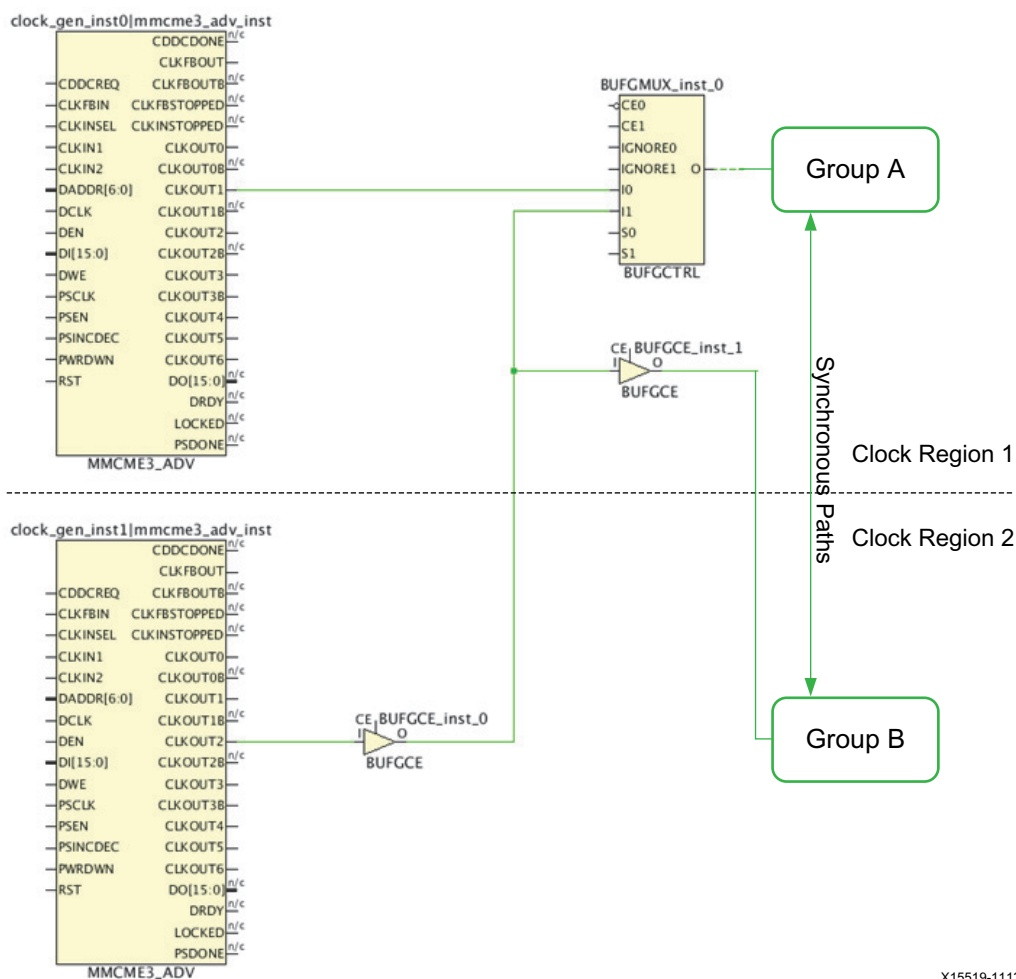 clock_gen_inst0|mmcme3_adv_inst
CDDCDONE n/c
CLKFBOUT
CDDCREQ CLKFBOUTB n/c
CLKFBIN CLKFBSTOPPED n/c
CLKINSEL CLKINSTOPPED n/c
CLKIN1 CLKOUT0
CLKIN2 CLKOUT0B n/c
DADDR[6:0] CLKOUT1
DCLK CLKOUT1B n/c
DEN CLKOUT2
DI[15:0] CLKOUT2B n/c
DWE CLKOUT3
PSCLK CLKOUT3B n/c
PSEN CLKOUT4
PSINCDEC CLKOUT5
PWRDWN CLKOUT6
RST DO[15:0] n/c
DRDY n/c
LOCKED n/c
PSDONE n/c
MMCME3_ADV
BUFGMUX_inst_0
CE0
CE1
IGNORE0
IGNORE1 O
I0
I1
S0
S1
BUFGCTRL
Group A
CE BUFGCE_inst_1
I O
BUFGCE
Synchronous Paths
Clock Region 1
Clock Region 2
clock_gen_inst1|mmcme3_adv_inst
CDDCDONE n/c
CLKFBOUT
CDDCREQ CLKFBOUTB n/c
CLKFBIN CLKFBSTOPPED n/c
CLKINSEL CLKINSTOPPED n/c
CLKIN1 CLKOUT0
CLKIN2 CLKOUT0B n/c
DADDR[6:0] CLKOUT1
DCLK CLKOUT1B n/c
DEN CLKOUT2
DI[15:0] CLKOUT2B n/c
DWE CLKOUT3
PSCLK CLKOUT3B n/c
PSEN CLKOUT4
PSINCDEC CLKOUT5
PWRDWN CLKOUT6
RST DO[15:0] n/c
DRDY n/c
LOCKED n/c
PSDONE n/c
MMCME3_ADV
CE BUFGCE_inst_0
I O
BUFGCE
Group B